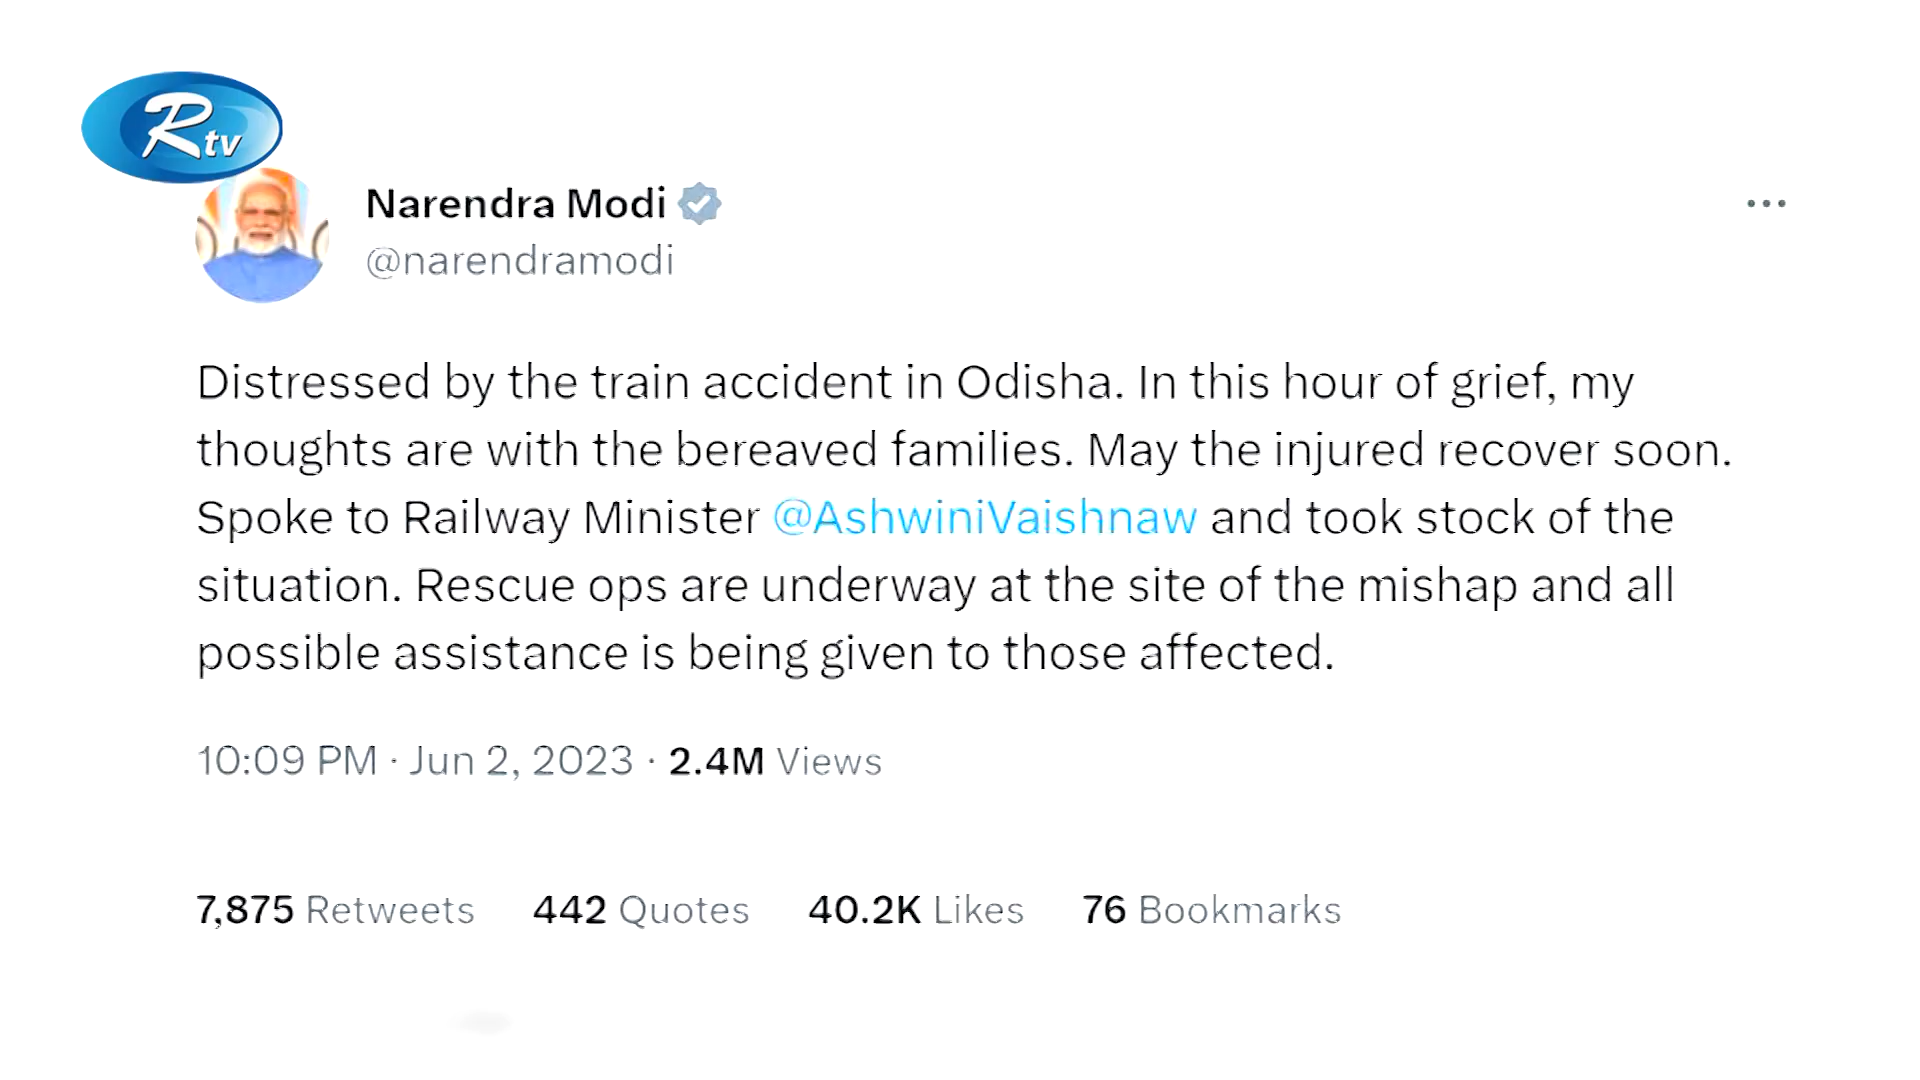 Rtv
Narendra Modi
@narendramodi
Distressed by the train accident in Odisha. In this hour of grief, my
thoughts are with the bereaved families. May the injured recover soon.
Spoke to Railway Minister @AshwiniVaishnaw and took stock of the
situation. Rescue ops are underway at the site of the mishap and all
possible assistance is being given to those affected.
10:09 PM · Jun 2, 2023 · 2.4M Views
7,875 Retweets 442 Quotes 40.2K Likes 76 Bookmarks